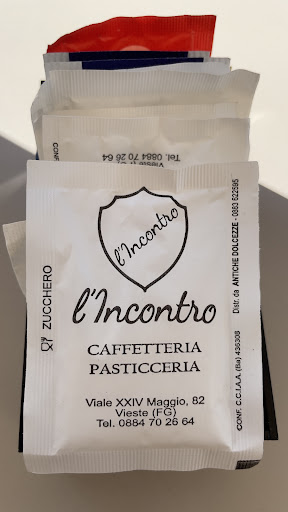 l'Incontro
l'Incontro
CAFFETTERIA
PASTICCERIA
Viale XXIV Maggio, 82
Vieste (FG)
Tel. 0884 70 26 64
ZUCCHERO
Distr. da ANTICHE DOLCEZZE - 0883 622595
CONF. C.C.I.A.A. (Ba) 436308
Tel. 0884 70 26 64